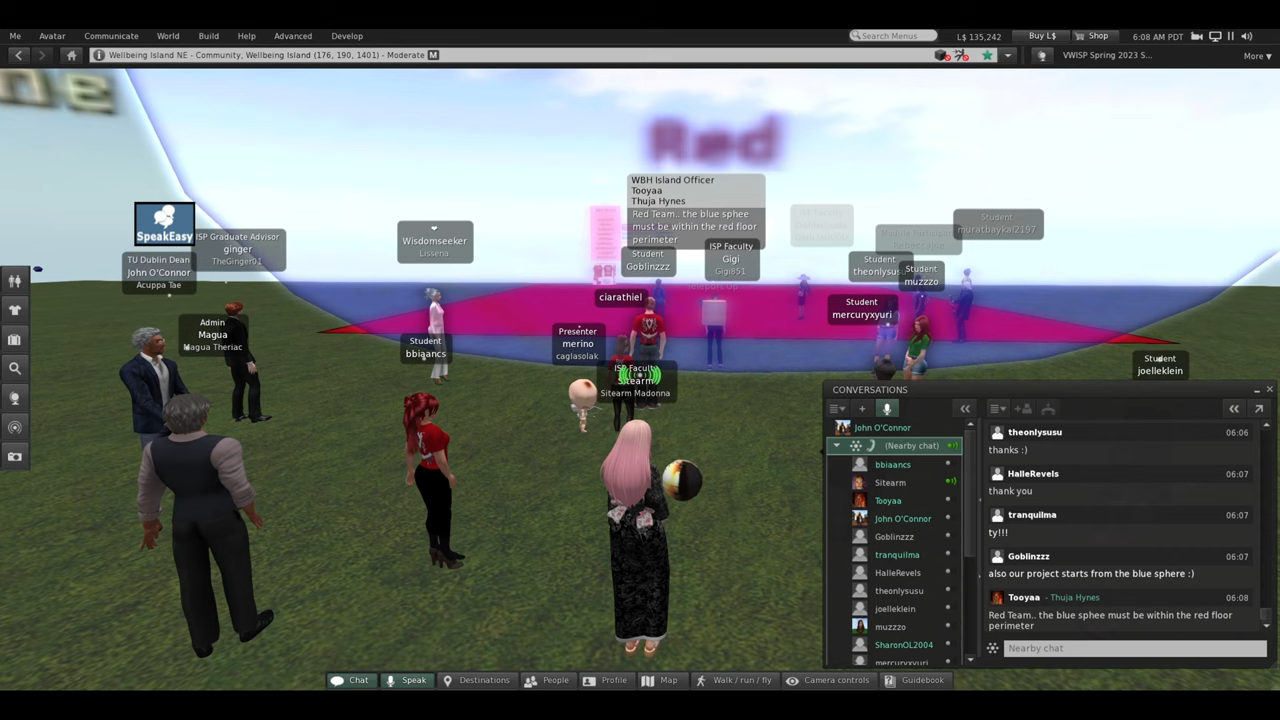 Me Avatar Communicate World Build Help Advanced Develop
Search Menus
L$ 135,242
Buy L$
Shop
6:08 AM PDT
Wellbeing Island NE - Community, Wellbeing Island (176, 190, 1401) - Moderate M
VWISP Spring 2023 S...
More ▼
ne
Red
WBH Island Officer
Tooyaa
Thuja Hynes
Red Team.. the blue sphee
must be within the red floor
perimeter
SpeakEasy
ISP Graduate Advisor
ginger
TheGinger01
TU Dublin Dean
John O'Connor
Acuppa Tae
❤
Wisdomseeker
Lissena
Student
Goblinzzz
ISP Faculty
Gigi
Gigi851
Student
muratbaykal2197
Student
theonlysusu
Student
muzzzo
ciarathiel
Student
mercuryxyuri
Admin
Magua
Magua Theriac
Student
bbiaancs
Presenter
merino
caglasolak
ISP Faculty
Sitearm
Sitearm Madonna
Student
joelleklein
CONVERSATIONS
John O'Connor
(Nearby chat)
bbiaancs
Sitearm
Tooyaa
John O'Connor
Goblinzzz
tranquilma
HalleRevels
theonlysusu
joelleklein
muzzzo
SharonOL2004
mercuryxyuri
theonlysusu 06:06
thanks :)
HalleRevels 06:07
thank you
tranquilma 06:07
ty!!!
Goblinzzz 06:07
also our project starts from the blue sphere :)
Tooyaa - Thuja Hynes 06:08
Red Team.. the blue sphee must be within the red floor
perimeter
Nearby chat
Chat Speak Destinations People Profile Map Walk / run / fly Camera controls Guidebook